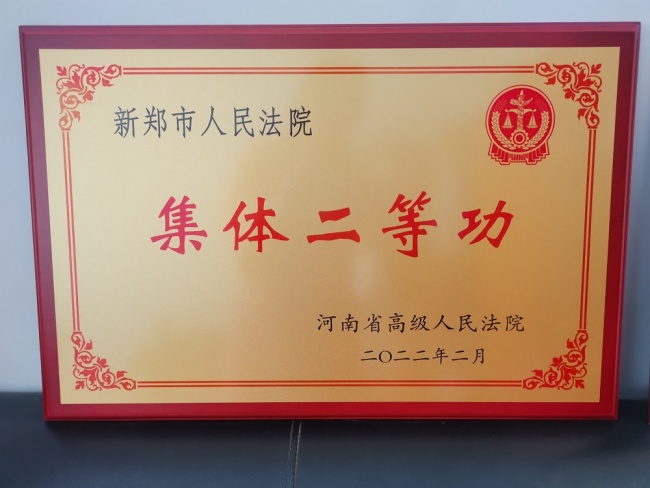 新郑市人民法院
集体二等功
河南省高级人民法院
二〇二二年二月